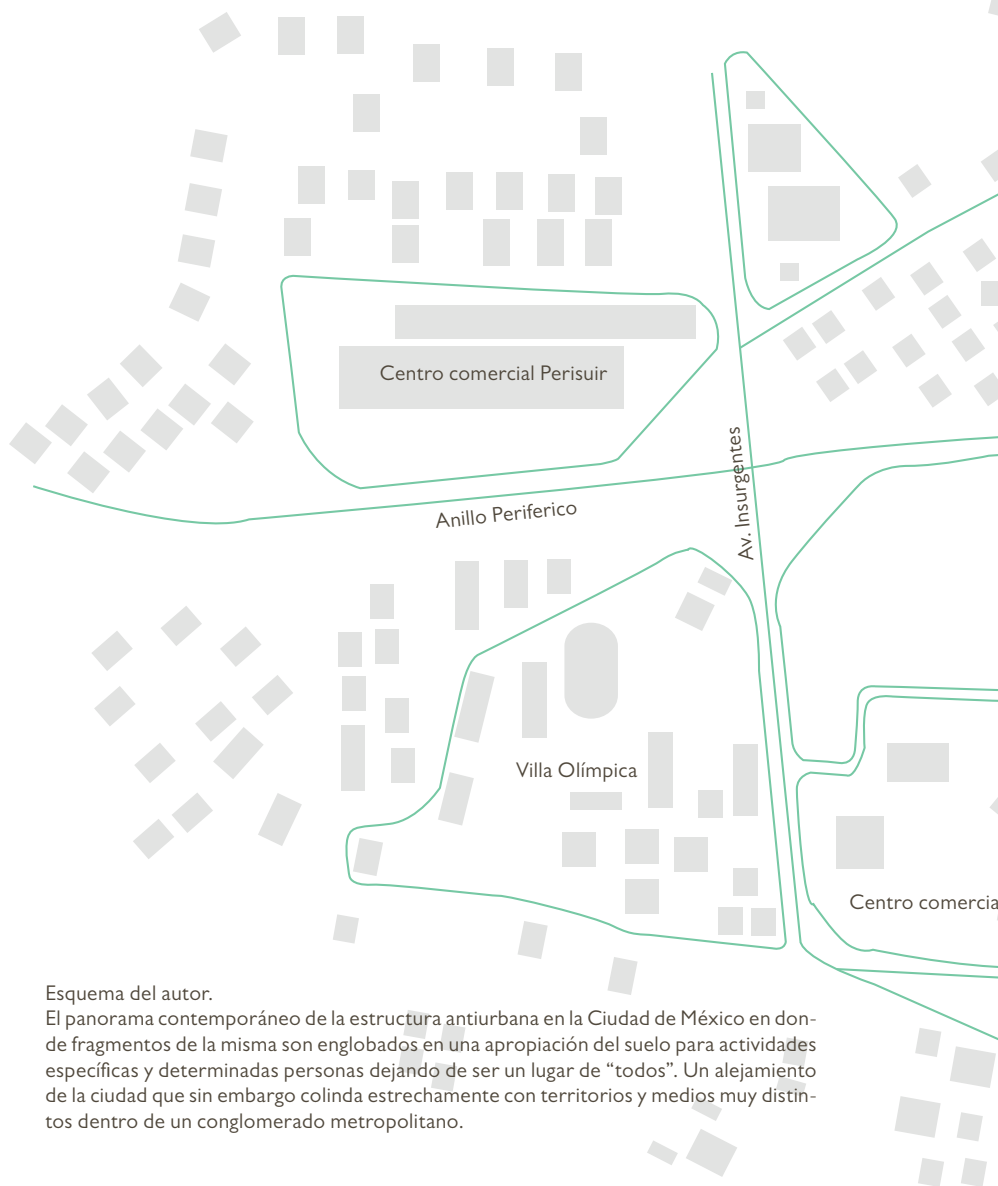 Centro comercial Perisuir
Av. Insurgentes
Anillo Periferico
Villa Olímpica
Centro comercia
Esquema del autor.
El panorama contemporáneo de la estructura antiurbana en la Ciudad de México en don-
de fragmentos de la misma son englobados en una apropiación del suelo para actividades
específicas y determinadas personas dejando de ser un lugar de “todos”. Un alejamiento
de la ciudad que sin embargo colinda estrechamente con territorios y medios muy distin-
tos dentro de un conglomerado metropolitano.